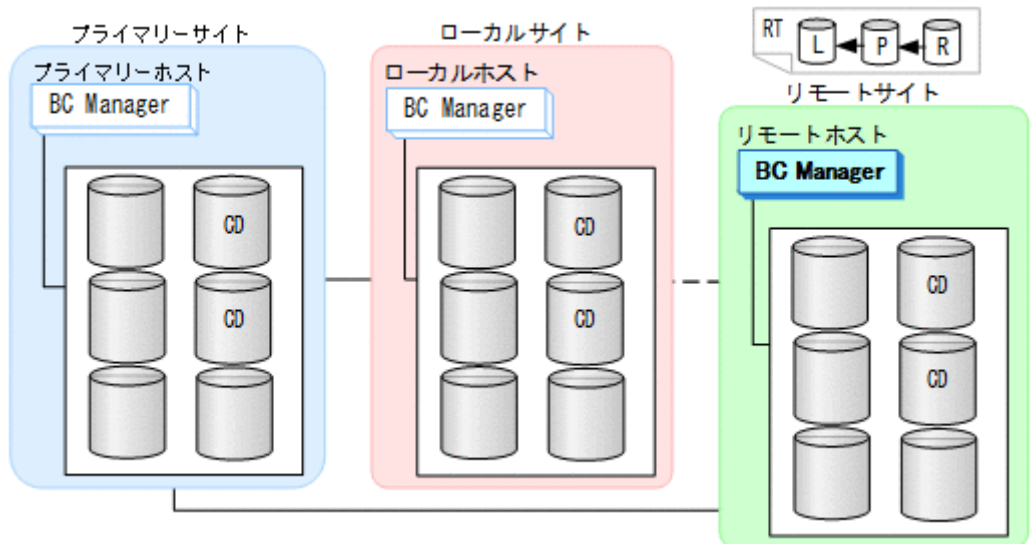 プライマリーサイト
プライマリーホスト
BC Manager
CD
CD
ローカルサイト
ローカルホスト
BC Manager
CD
CD
RT
L
P
R
リモートサイト
リモートホスト
BC Manager
CD
CD